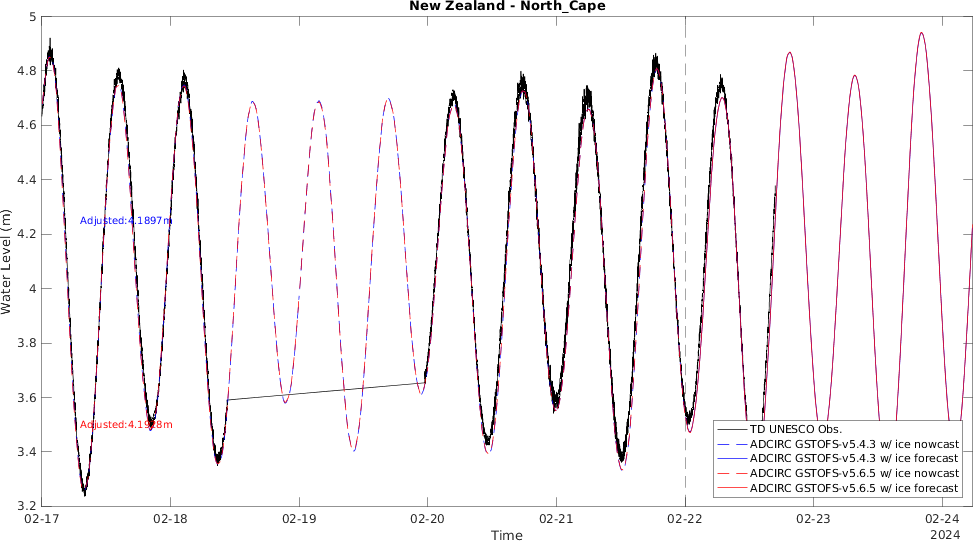 New Zealand - North_Cape
Water Level (m)
5
4.8
4.6
4.4
4.2
4
3.8
3.6
3.4
3.2
Adjusted:4.1897m
Adjusted:4.1928m
TD UNESCO Obs.
ADCIRC GSTOFS-v5.4.3 w/ ice nowcast
ADCIRC GSTOFS-v5.4.3 w/ ice forecast
ADCIRC GSTOFS-v5.6.5 w/ ice nowcast
ADCIRC GSTOFS-v5.6.5 w/ ice forecast
02-17 02-18 02-19 02-20 02-21 02-22 02-23 02-24
Time
2024